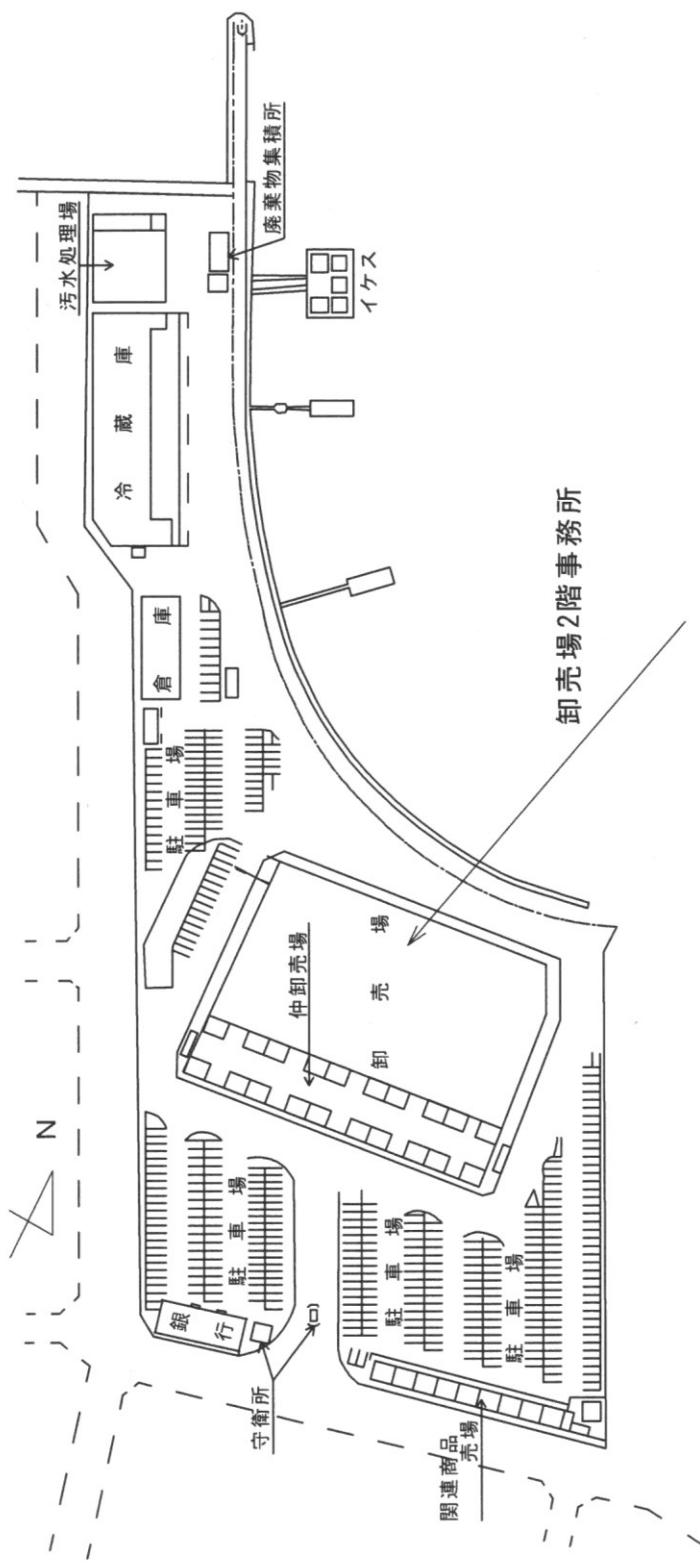 汚水処理場
廃棄物集積所
イケス
冷蔵庫
倉庫
駐車場
卸売場2階事務所
仲卸売場
卸売場
N
駐車場
駐車場
駐車場
銀行
守衛所
関連商品
売場